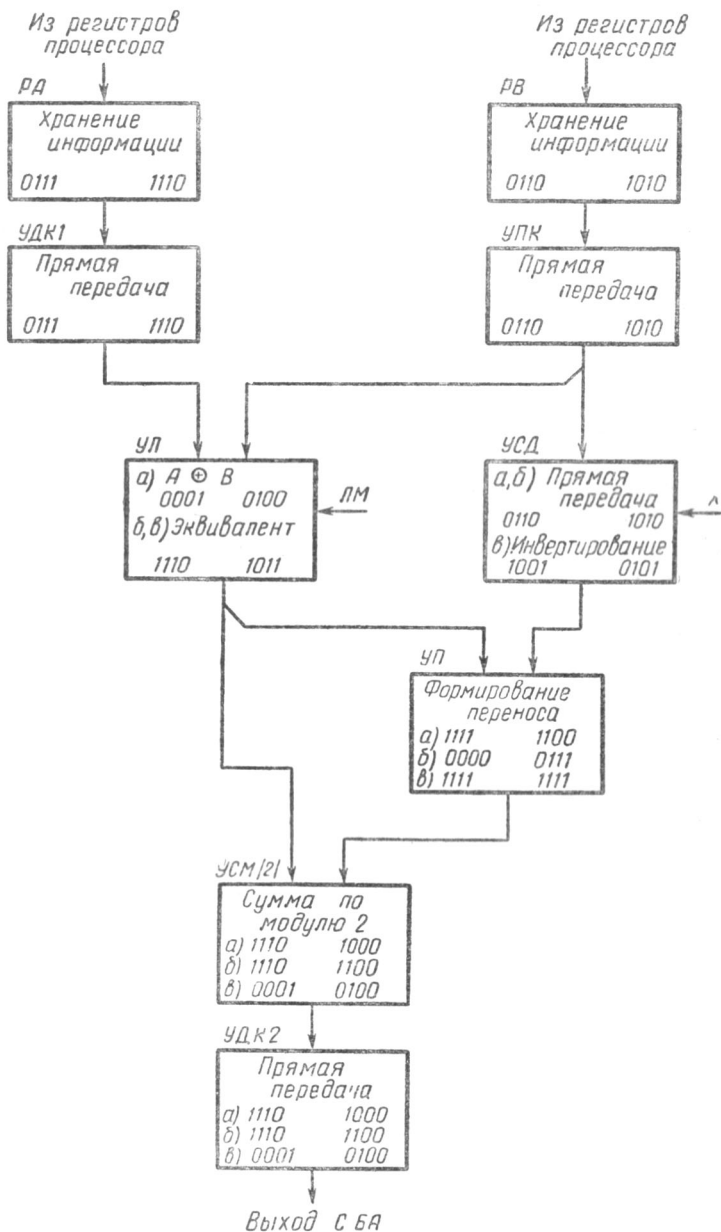 Из регистров
процессора
Из регистров
процессора
РА
Хранение
информации
0111 1110
РВ
Хранение
информации
0110 1010
УДК1
Прямая
передача
0111 1110
УПК
Прямая
передача
0110 1010
УЛ
а) A ⊕ B
0001 0100
б,в) Эквивалент
1110 1011
ЛМ
УСД
а,б) Прямая
передача
0110 1010
в) Инвертирование
1001 0101
УП
Формирование
переноса
а) 1111 1100
б) 0000 0111
в) 1111 1111
УСМ|2|
Сумма по
модулю 2
а) 1110 1000
б) 1110 1100
в) 0001 0100
УДК2
Прямая
передача
а) 1110 1000
б) 1110 1100
в) 0001 0100
Выход С БА